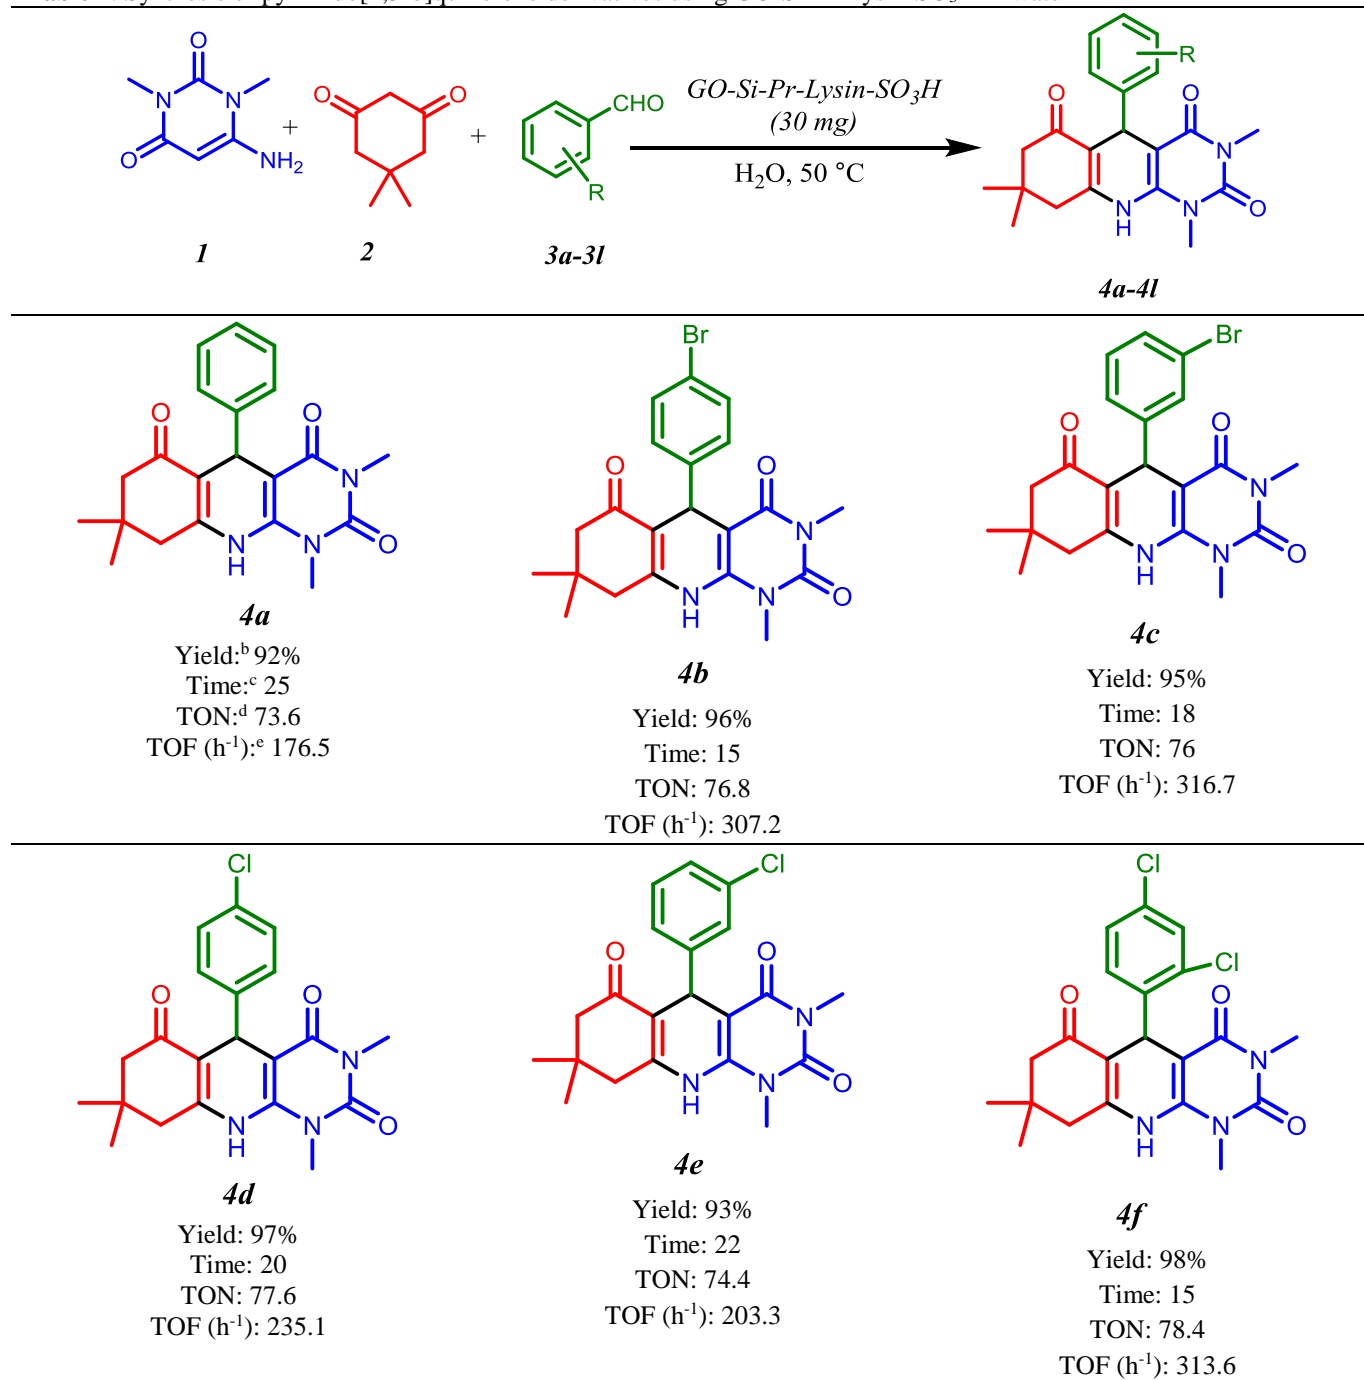 GO-Si-Pr-Lysin-SO3H
(30 mg)
H2O, 50 °C
O
N
N
O
NH2
+
O
O
+
CHO
R
R
O
O
N
O
N
N
H
1
2
3a-3l
4a-4l
O
O
N
O
N
N
H
4a
Yield:b 92%
Time:c 25
TON:d 73.6
TOF (h-1):e 176.5
Br
O
O
N
O
N
N
H
4b
Yield: 96%
Time: 15
TON: 76.8
TOF (h-1): 307.2
Br
O
O
N
O
N
N
H
4c
Yield: 95%
Time: 18
TON: 76
TOF (h-1): 316.7
Cl
O
O
N
O
N
N
H
4d
Yield: 97%
Time: 20
TON: 77.6
TOF (h-1): 235.1
Cl
O
O
N
O
N
N
H
4e
Yield: 93%
Time: 22
TON: 74.4
TOF (h-1): 203.3
Cl
Cl
O
O
N
O
N
N
H
4f
Yield: 98%
Time: 15
TON: 78.4
TOF (h-1): 313.6